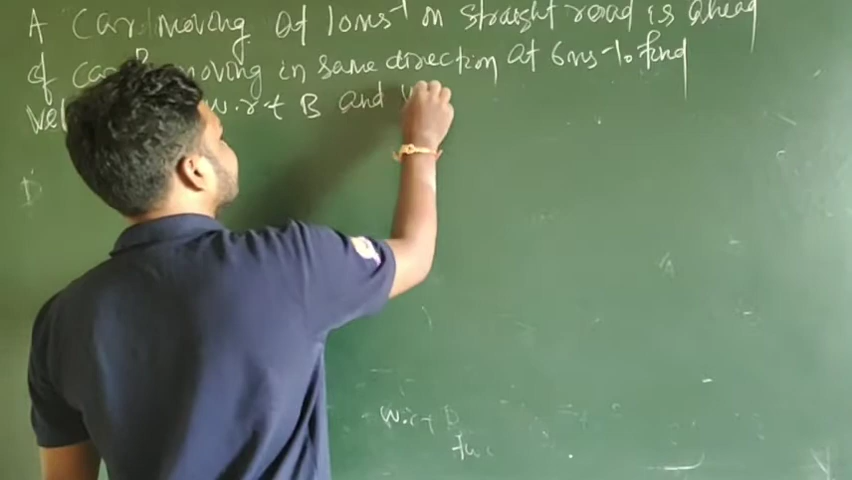 A Car moving at 10ms⁻¹ on straight road is ahead
of car B moving in same direction at 6ms⁻¹. find
Vel w.r.t B and
w.r.t D